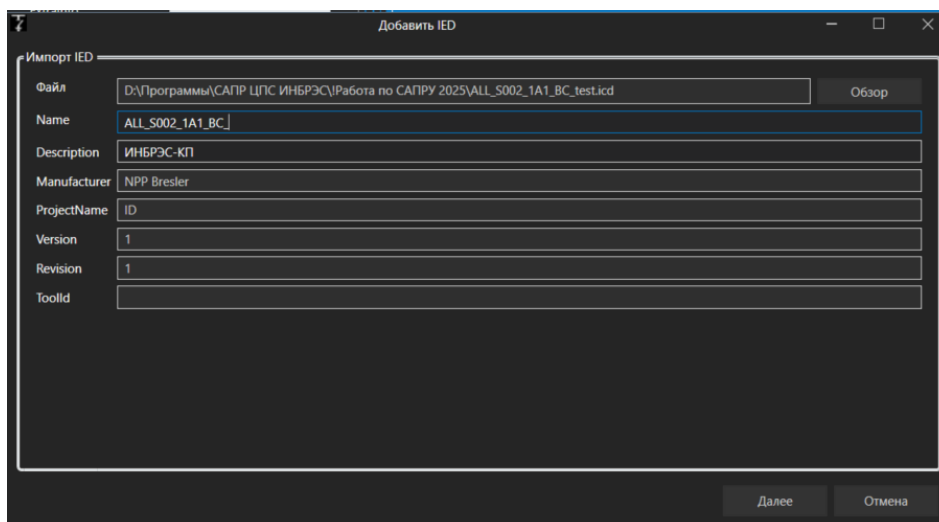 Добавить IED
Импорт IED
Файл D:\Программы\САПР ЦПС ИНБРЭС\!Работа по САПРУ 2025\ALL_S002_1A1_BC_test.icd Обзор
Name ALL_S002_1A1_BC_
Description ИНБРЭС-КП
Manufacturer NPP Bresler
ProjectName ID
Version 1
Revision 1
ToolId
Далее Отмена